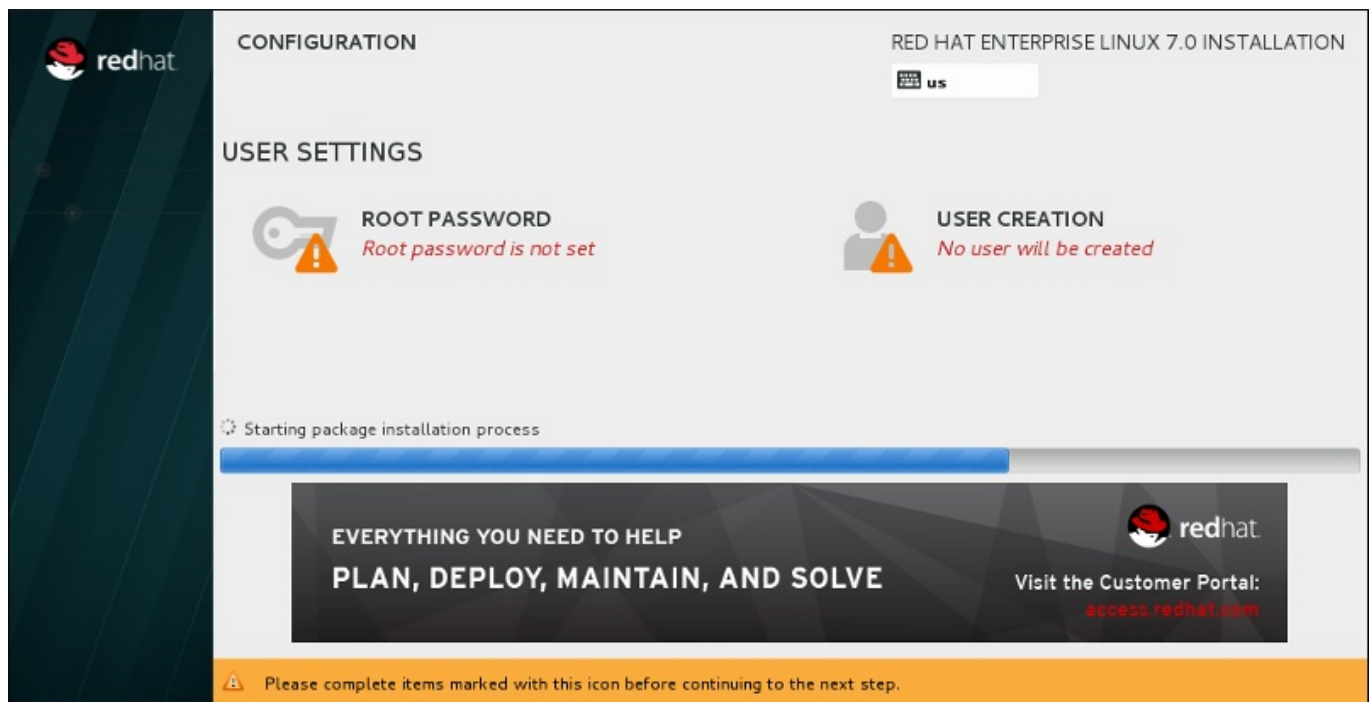 redhat.
CONFIGURATION
RED HAT ENTERPRISE LINUX 7.0 INSTALLATION
us
USER SETTINGS
ROOT PASSWORD
Root password is not set
USER CREATION
No user will be created
Starting package installation process
EVERYTHING YOU NEED TO HELP
PLAN, DEPLOY, MAINTAIN, AND SOLVE
redhat.
Visit the Customer Portal:
access.redhat.com
Please complete items marked with this icon before continuing to the next step.